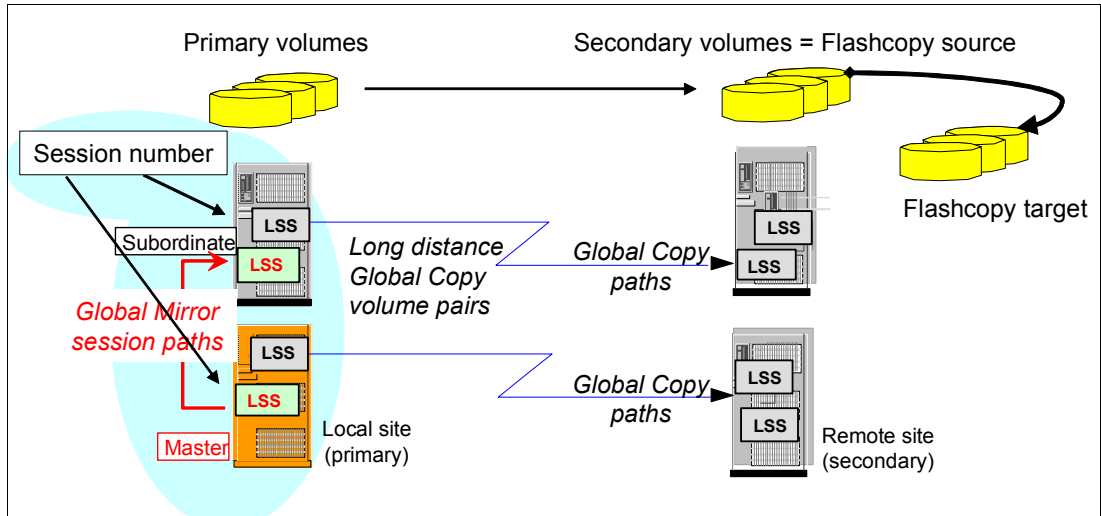 Primary volumes
Secondary volumes = Flashcopy source
Session number
Flashcopy target
LSS
LSS
Subordinate
LSS
LSS
Long distance
Global Copy
volume pairs
Global Copy
paths
Global Mirror
session paths
LSS
LSS
Master
Local site
(primary)
Global Copy
paths
LSS
LSS
Remote site
(secondary)